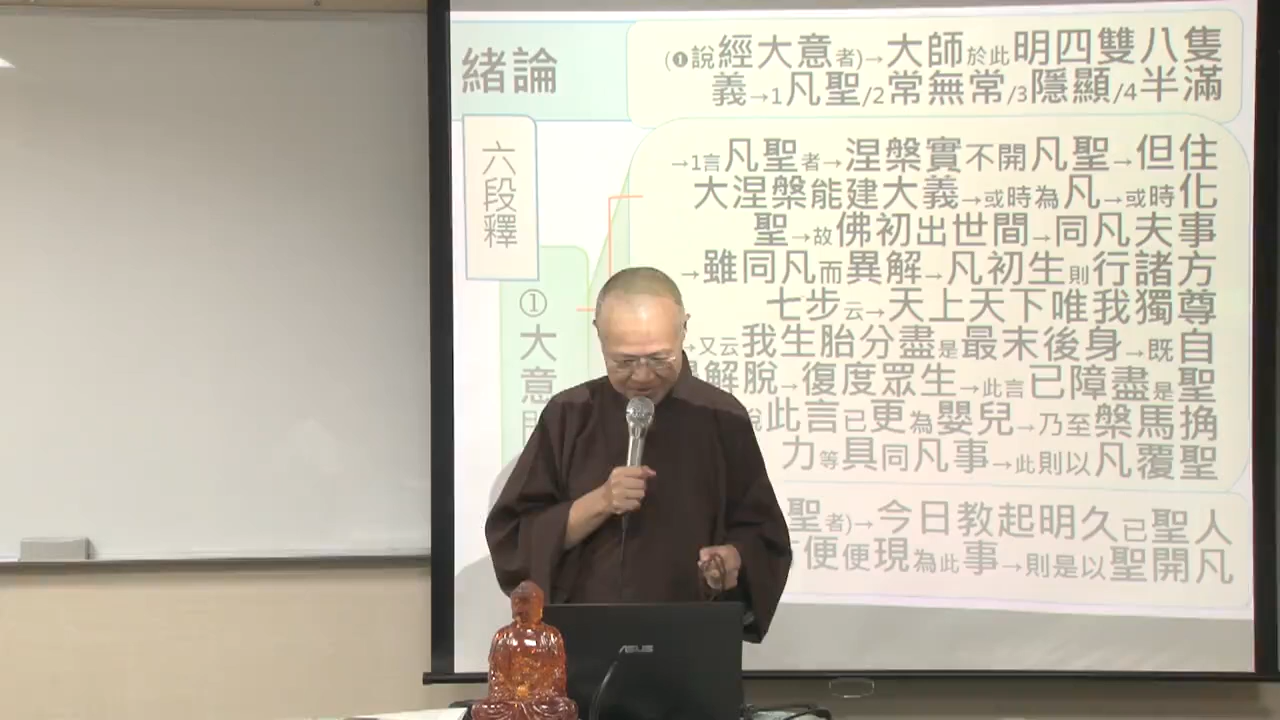 緒論
(❶說經大意者)→大師於此明四雙八隻
義→1凡聖/2常無常/3隱顯/4半滿
六段釋
①大意
→1言凡聖者→涅槃實不開凡聖→但住
大涅槃能建大義→或時為凡→或時化
聖→故佛初出世間→同凡夫事
→雖同凡而異解→凡初生則行諸方
七步云→天上天下唯我獨尊
→又云我生胎分盡是最末後身→既自
解脫→復度眾生→此言已障盡是聖
此言已更為嬰兒→乃至槃馬捔
力等具同凡事→此則以凡覆聖
聖者)→今日教起明久已聖人
便便現為此事→則是以聖開凡
ASUS